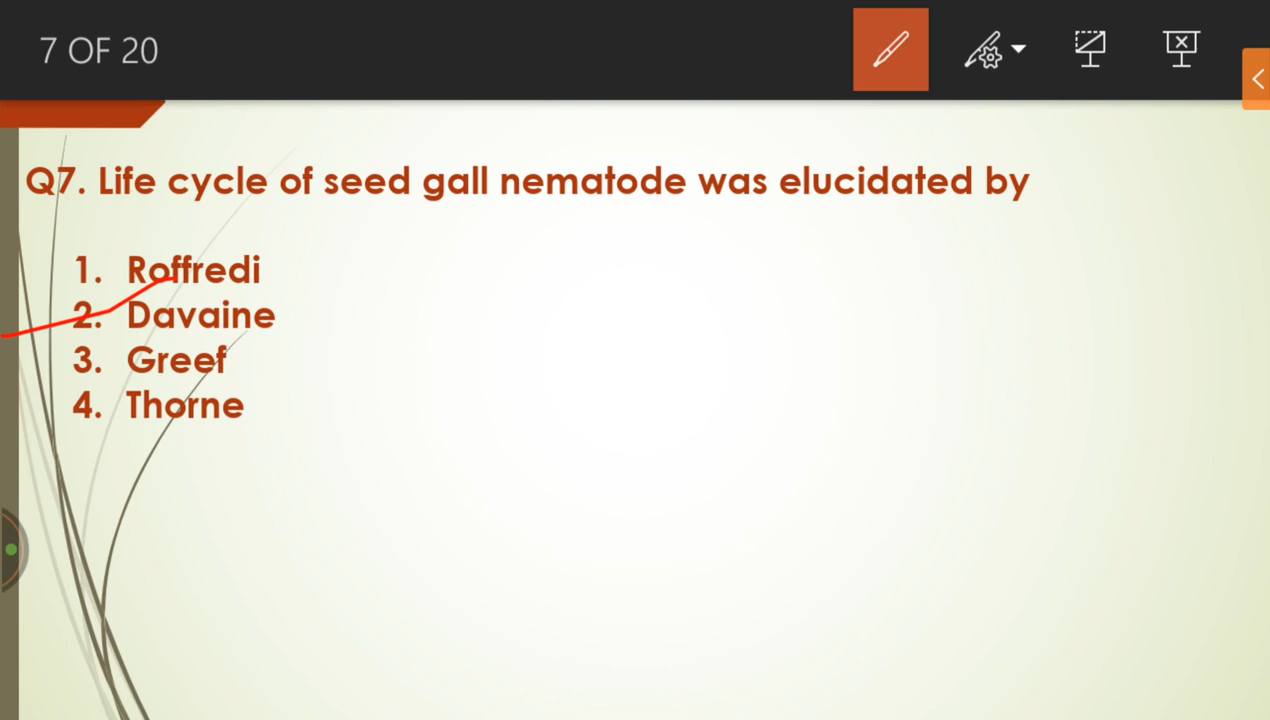 7 OF 20
Q7. Life cycle of seed gall nematode was elucidated by
1. Roffredi
2. Davaine
3. Greef
4. Thorne